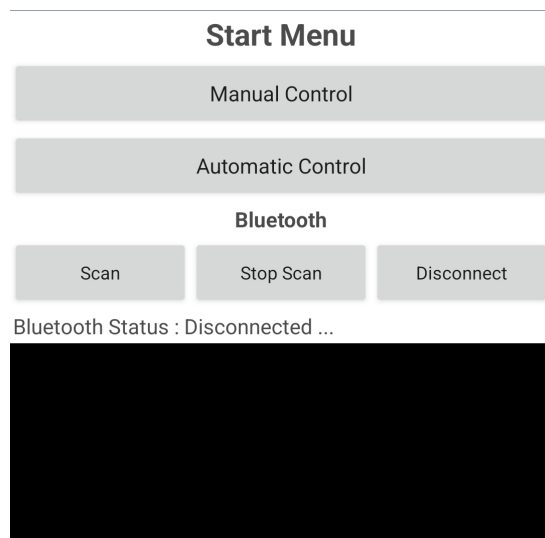 Start Menu
Manual Control
Automatic Control
Bluetooth
Scan Stop Scan Disconnect
Bluetooth Status : Disconnected ...